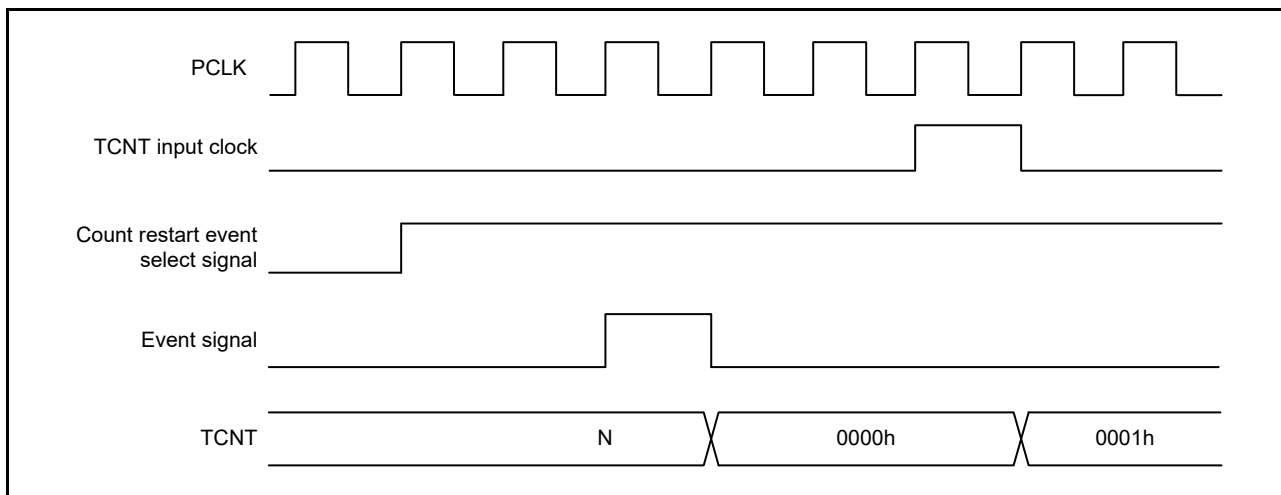 PCLK
TCNT input clock
Count restart event
select signal
Event signal
TCNT
N
0000h
0001h